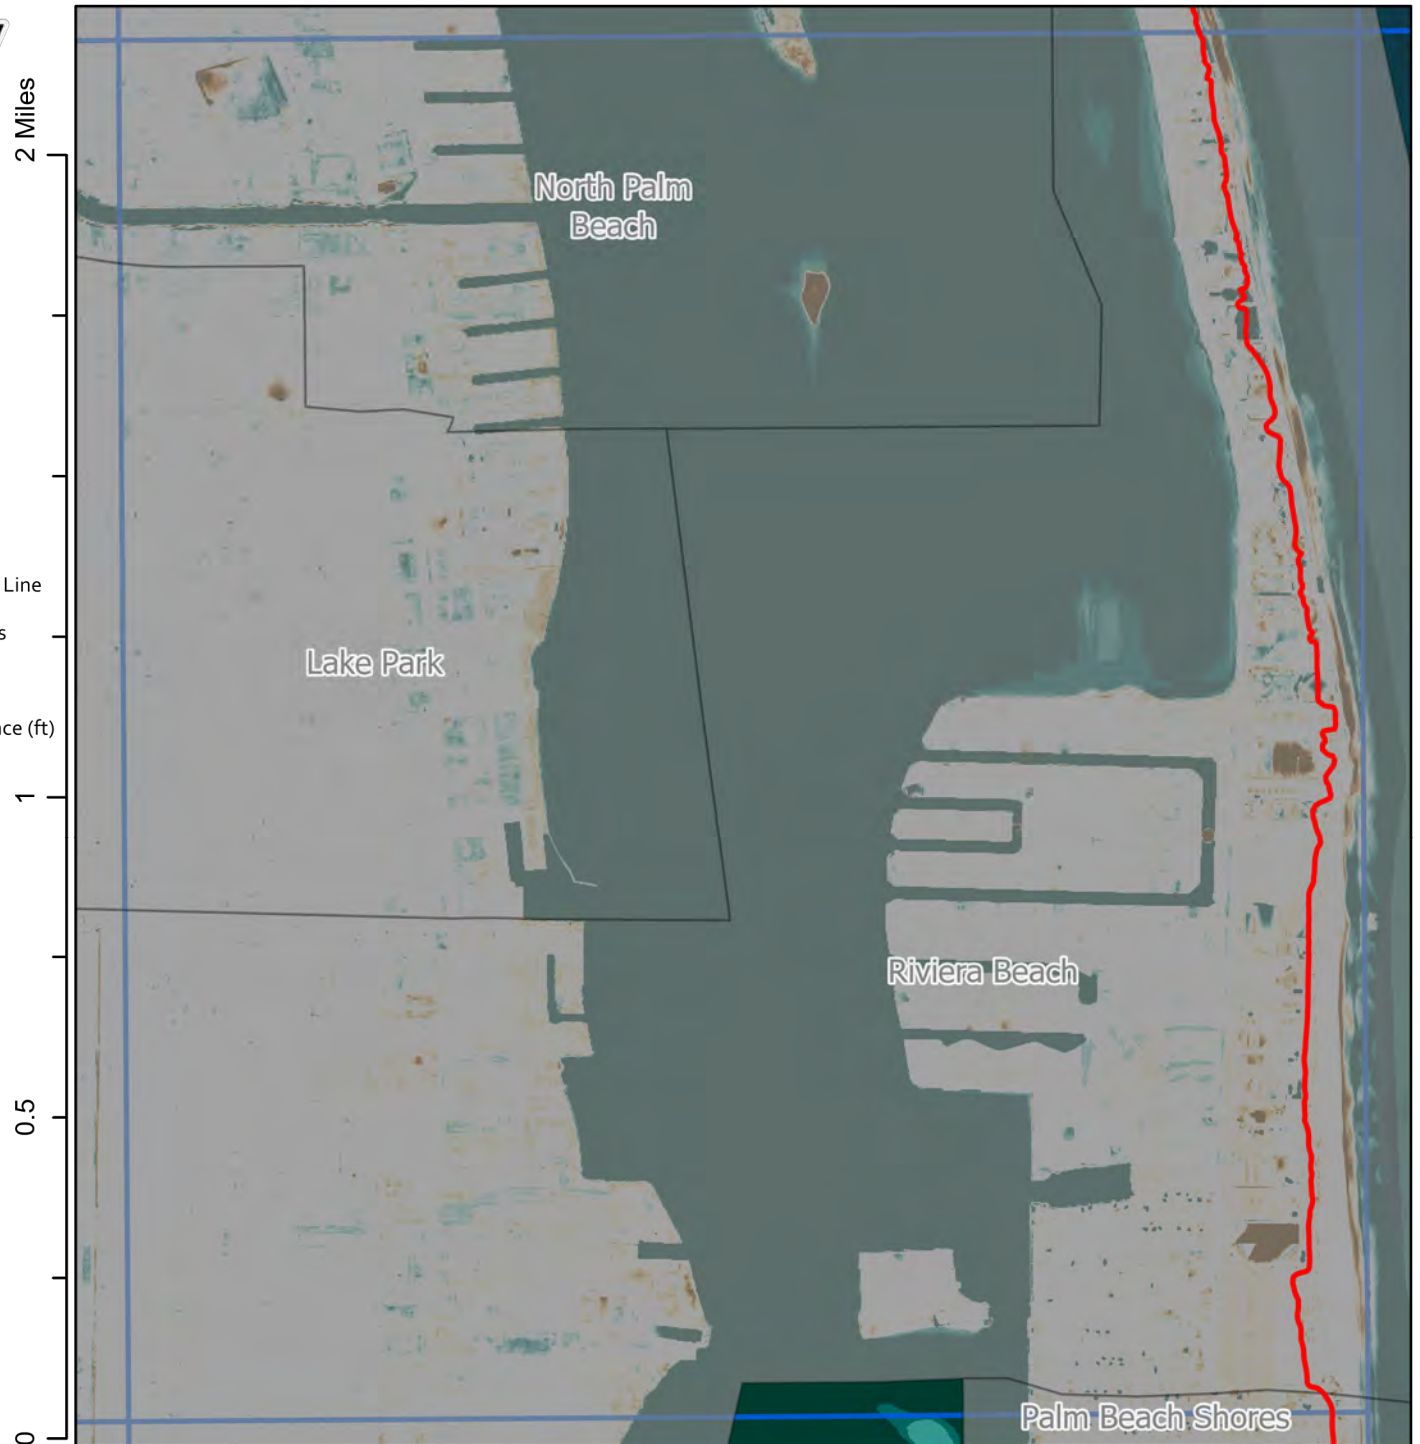 2 Miles
North Palm
Beach
Line
s
Lake Park
ce (ft)
1
Riviera Beach
0.5
Palm Beach Shores
0